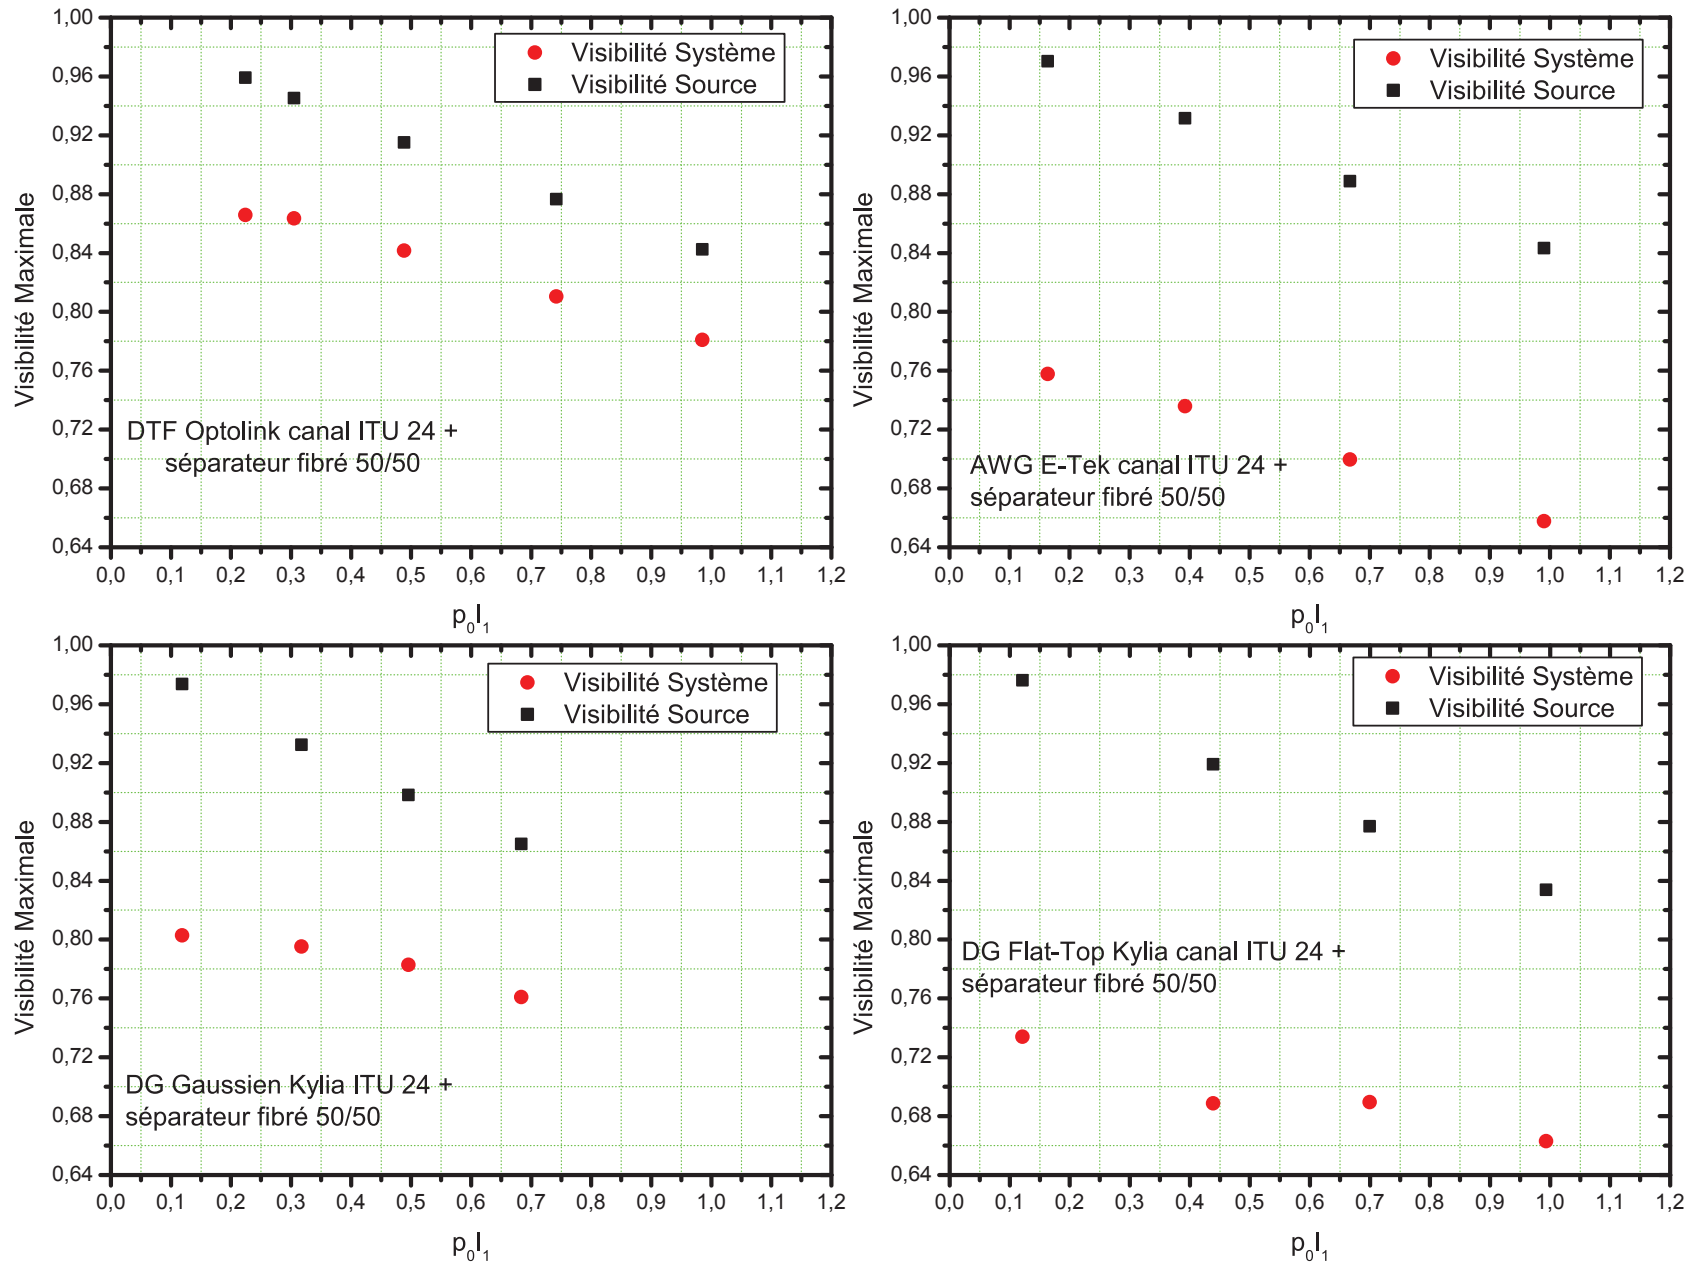 1,00
0,96
0,92
0,88
0,84
0,80
0,76
0,72
0,68
0,64
Visibilité Maximale
Visibilité Système
Visibilité Source
DTF Optolink canal ITU 24 +
séparateur fibré 50/50
0,0 0,1 0,2 0,3 0,4 0,5 0,6 0,7 0,8 0,9 1,0 1,1 1,2
p0I1
1,00
0,96
0,92
0,88
0,84
0,80
0,76
0,72
0,68
0,64
Visibilité Maximale
Visibilité Système
Visibilité Source
AWG E-Tek canal ITU 24 +
séparateur fibré 50/50
0,0 0,1 0,2 0,3 0,4 0,5 0,6 0,7 0,8 0,9 1,0 1,1 1,2
p0I1
1,00
0,96
0,92
0,88
0,84
0,80
0,76
0,72
0,68
0,64
Visibilité Maximale
Visibilité Système
Visibilité Source
DG Gaussien Kylia ITU 24 +
séparateur fibré 50/50
0,0 0,1 0,2 0,3 0,4 0,5 0,6 0,7 0,8 0,9 1,0 1,1 1,2
p0I1
1,00
0,96
0,92
0,88
0,84
0,80
0,76
0,72
0,68
0,64
Visibilité Maximale
Visibilité Système
Visibilité Source
DG Flat-Top Kylia canal ITU 24 +
séparateur fibré 50/50
0,0 0,1 0,2 0,3 0,4 0,5 0,6 0,7 0,8 0,9 1,0 1,1 1,2
p0I1